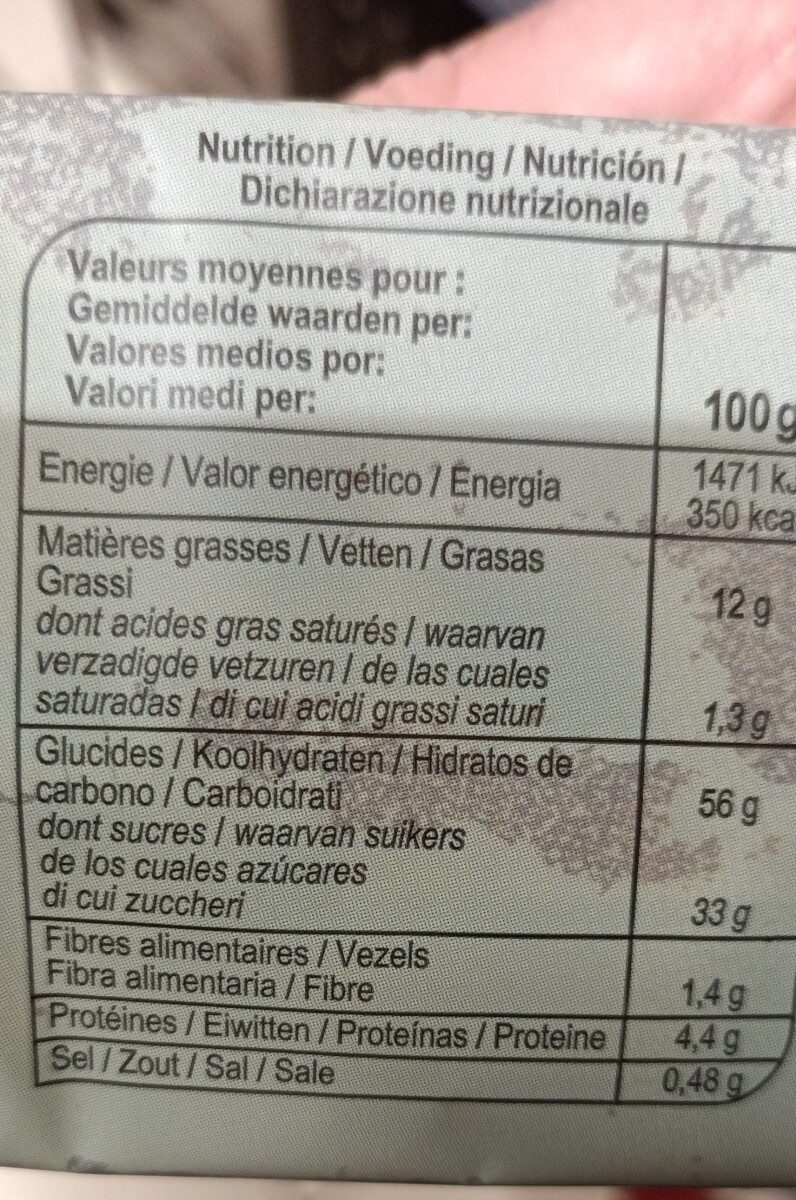 Nutrition / Voeding / Nutrición /
Dichiarazione nutrizionale
Valeurs moyennes pour :
Gemiddelde waarden per:
Valores medios por:
Valori medi per:
100 g
Energie / Valor energético / Energia
1471 kJ
350 kca
Matières grasses / Vetten / Grasas
Grassi
12 g
dont acides gras saturés / waarvan
verzadigde vetzuren / de las cuales
saturadas / di cui acidi grassi saturi
1,3 g
Glucides / Koolhydraten / Hidratos de
carbono / Carboidrati
56 g
dont sucres / waarvan suikers
de los cuales azúcares
di cui zuccheri
33 g
Fibres alimentaires / Vezels
Fibra alimentaria / Fibre
1,4 g
Protéines / Eiwitten / Proteínas / Proteine
4,4 g
Sel / Zout / Sal / Sale
0,48 g